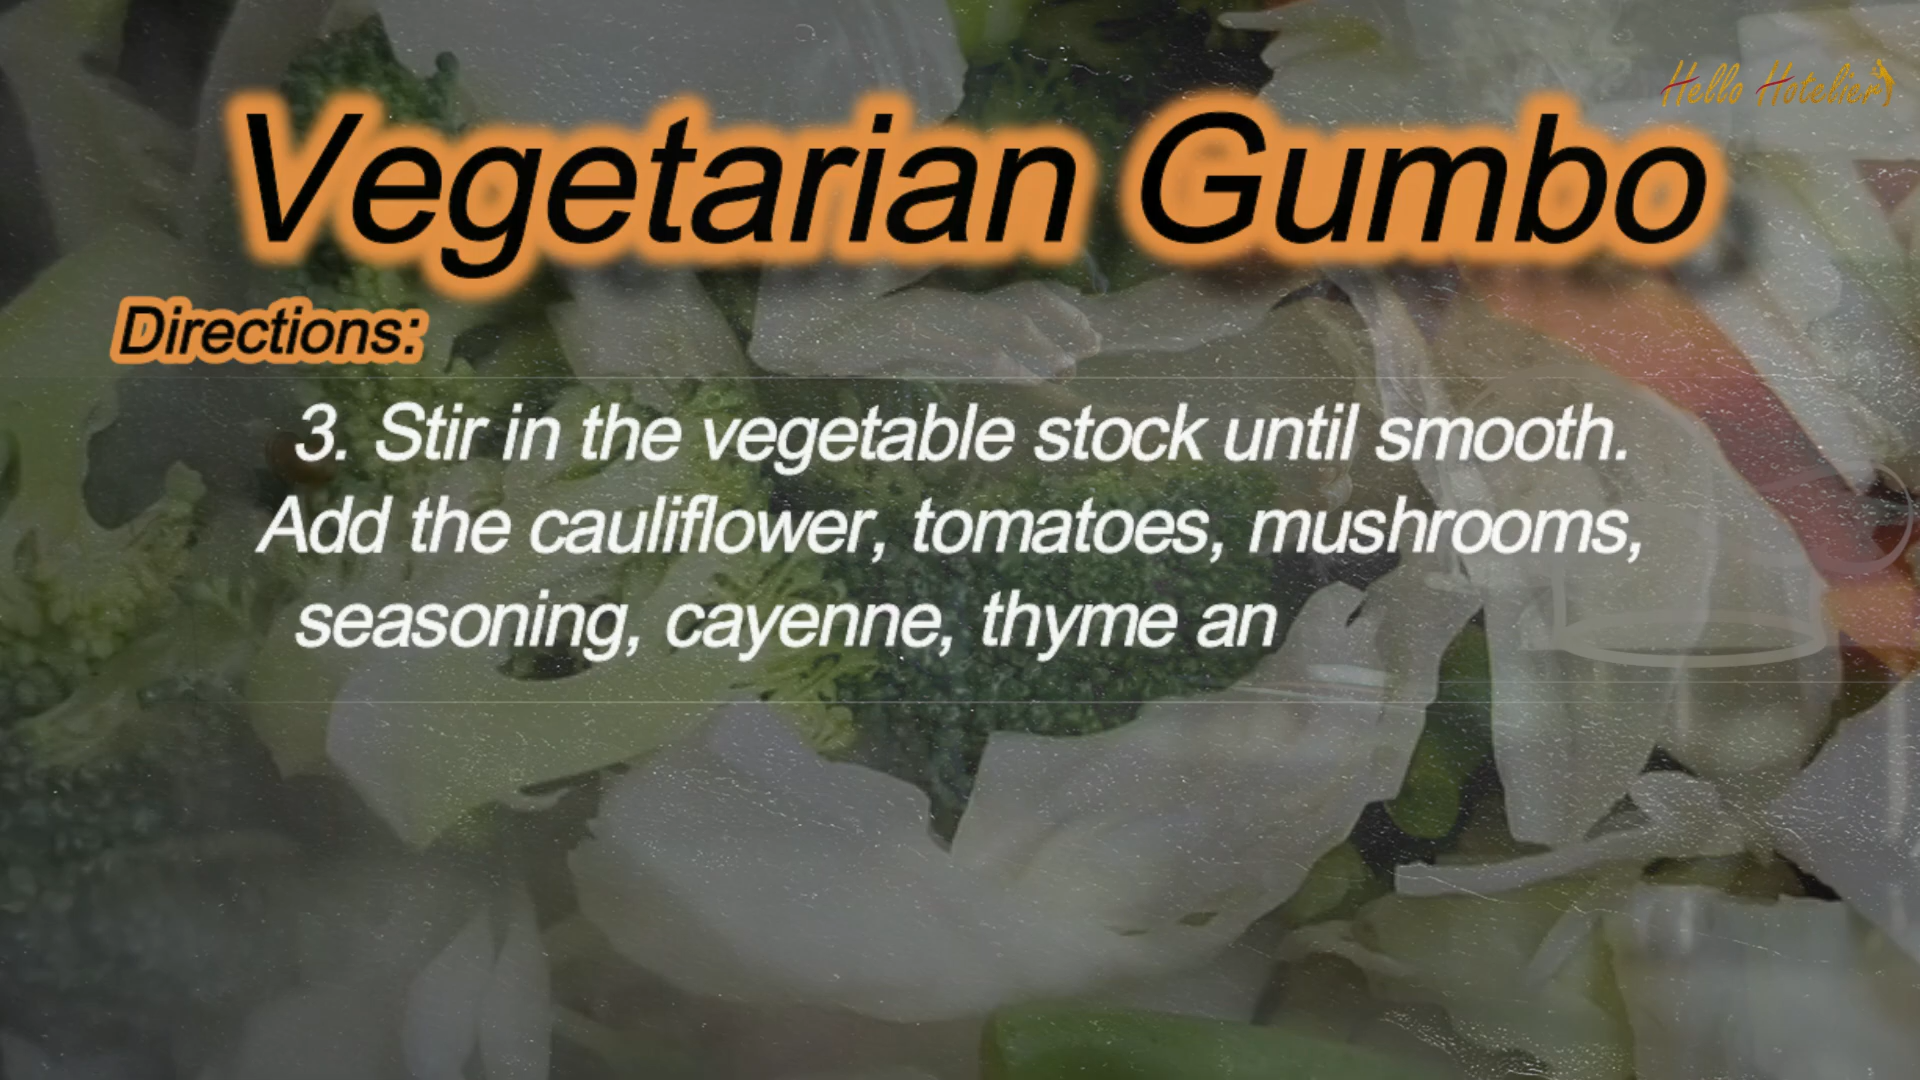 Hello Hotelier
Vegetarian Gumbo
Directions:
3. Stir in the vegetable stock until smooth.
Add the cauliflower, tomatoes, mushrooms,
seasoning, cayenne, thyme an